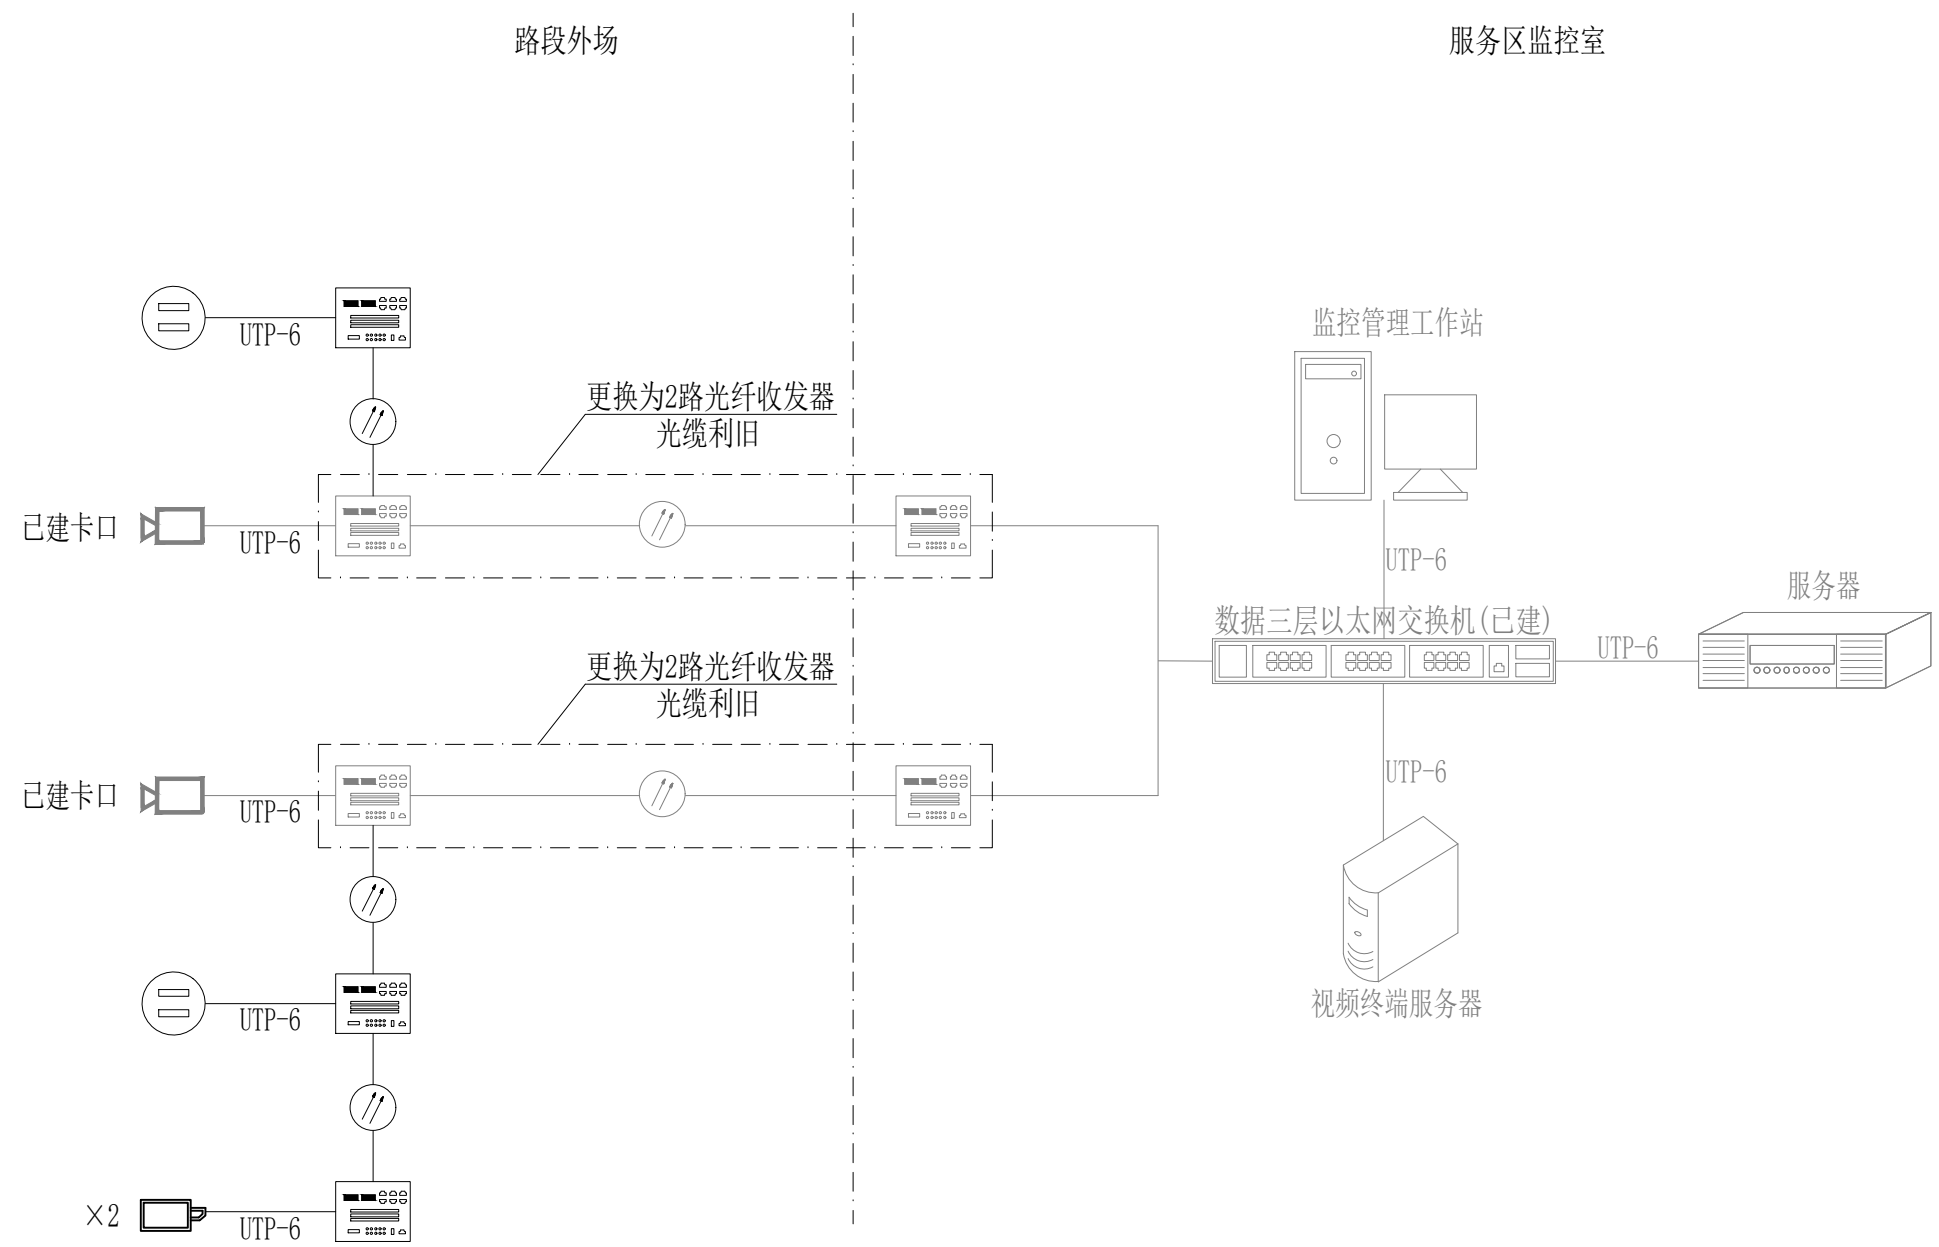 路段外场
服务区监控室
UTP-6
监控管理工作站
更换为2路光纤收发器
光缆利旧
已建卡口
UTP-6
UTP-6
服务器
数据三层以太网交换机(已建)
UTP-6
更换为2路光纤收发器
光缆利旧
UTP-6
已建卡口
UTP-6
视频终端服务器
UTP-6
×2
UTP-6